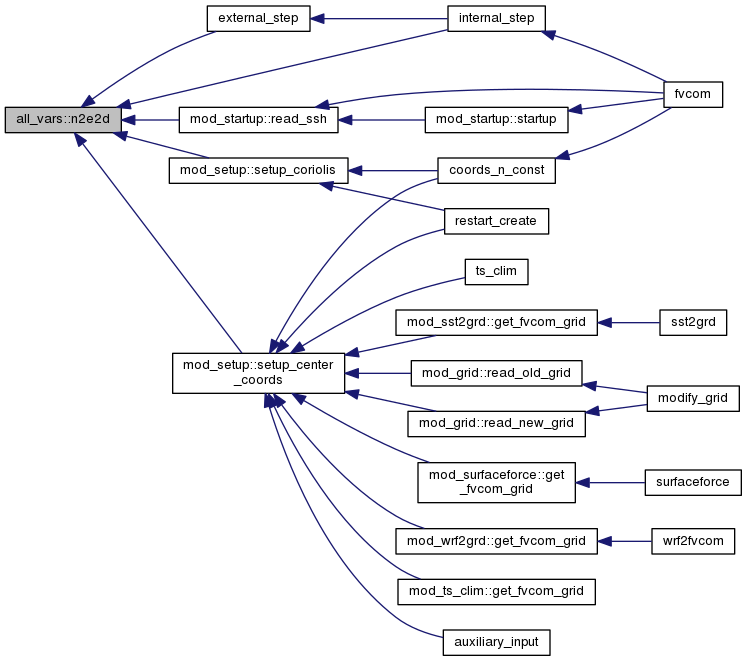 external_step
internal_step
fvcom
all_vars::n2e2d
mod_startup::read_ssh
mod_startup::startup
mod_setup::setup_coriolis
coords_n_const
restart_create
ts_clim
mod_sst2grd::get_fvcom_grid
sst2grd
mod_setup::setup_center
_coords
mod_grid::read_old_grid
modify_grid
mod_grid::read_new_grid
mod_surfaceforce::get
_fvcom_grid
surfaceforce
mod_wrf2grd::get_fvcom_grid
wrf2fvcom
mod_ts_clim::get_fvcom_grid
auxiliary_input